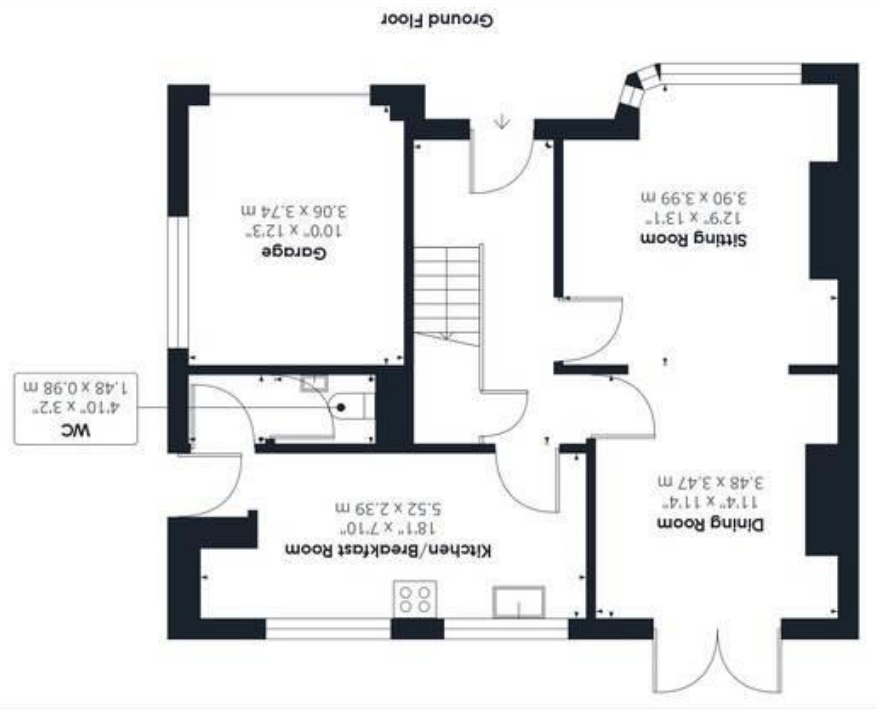 Dining Room
11'4" x 11'4"
3.48 x 3.47 m
Kitchen/Breakfast Room
18'1" x 7'10"
5.52 x 2.39 m
WC
4'10" x 3'2"
1.48 x 0.98 m
Sitting Room
12'9" x 13'1"
3.90 x 3.99 m
Garage
10'0" x 12'3"
3.06 x 3.74 m
Ground Floor